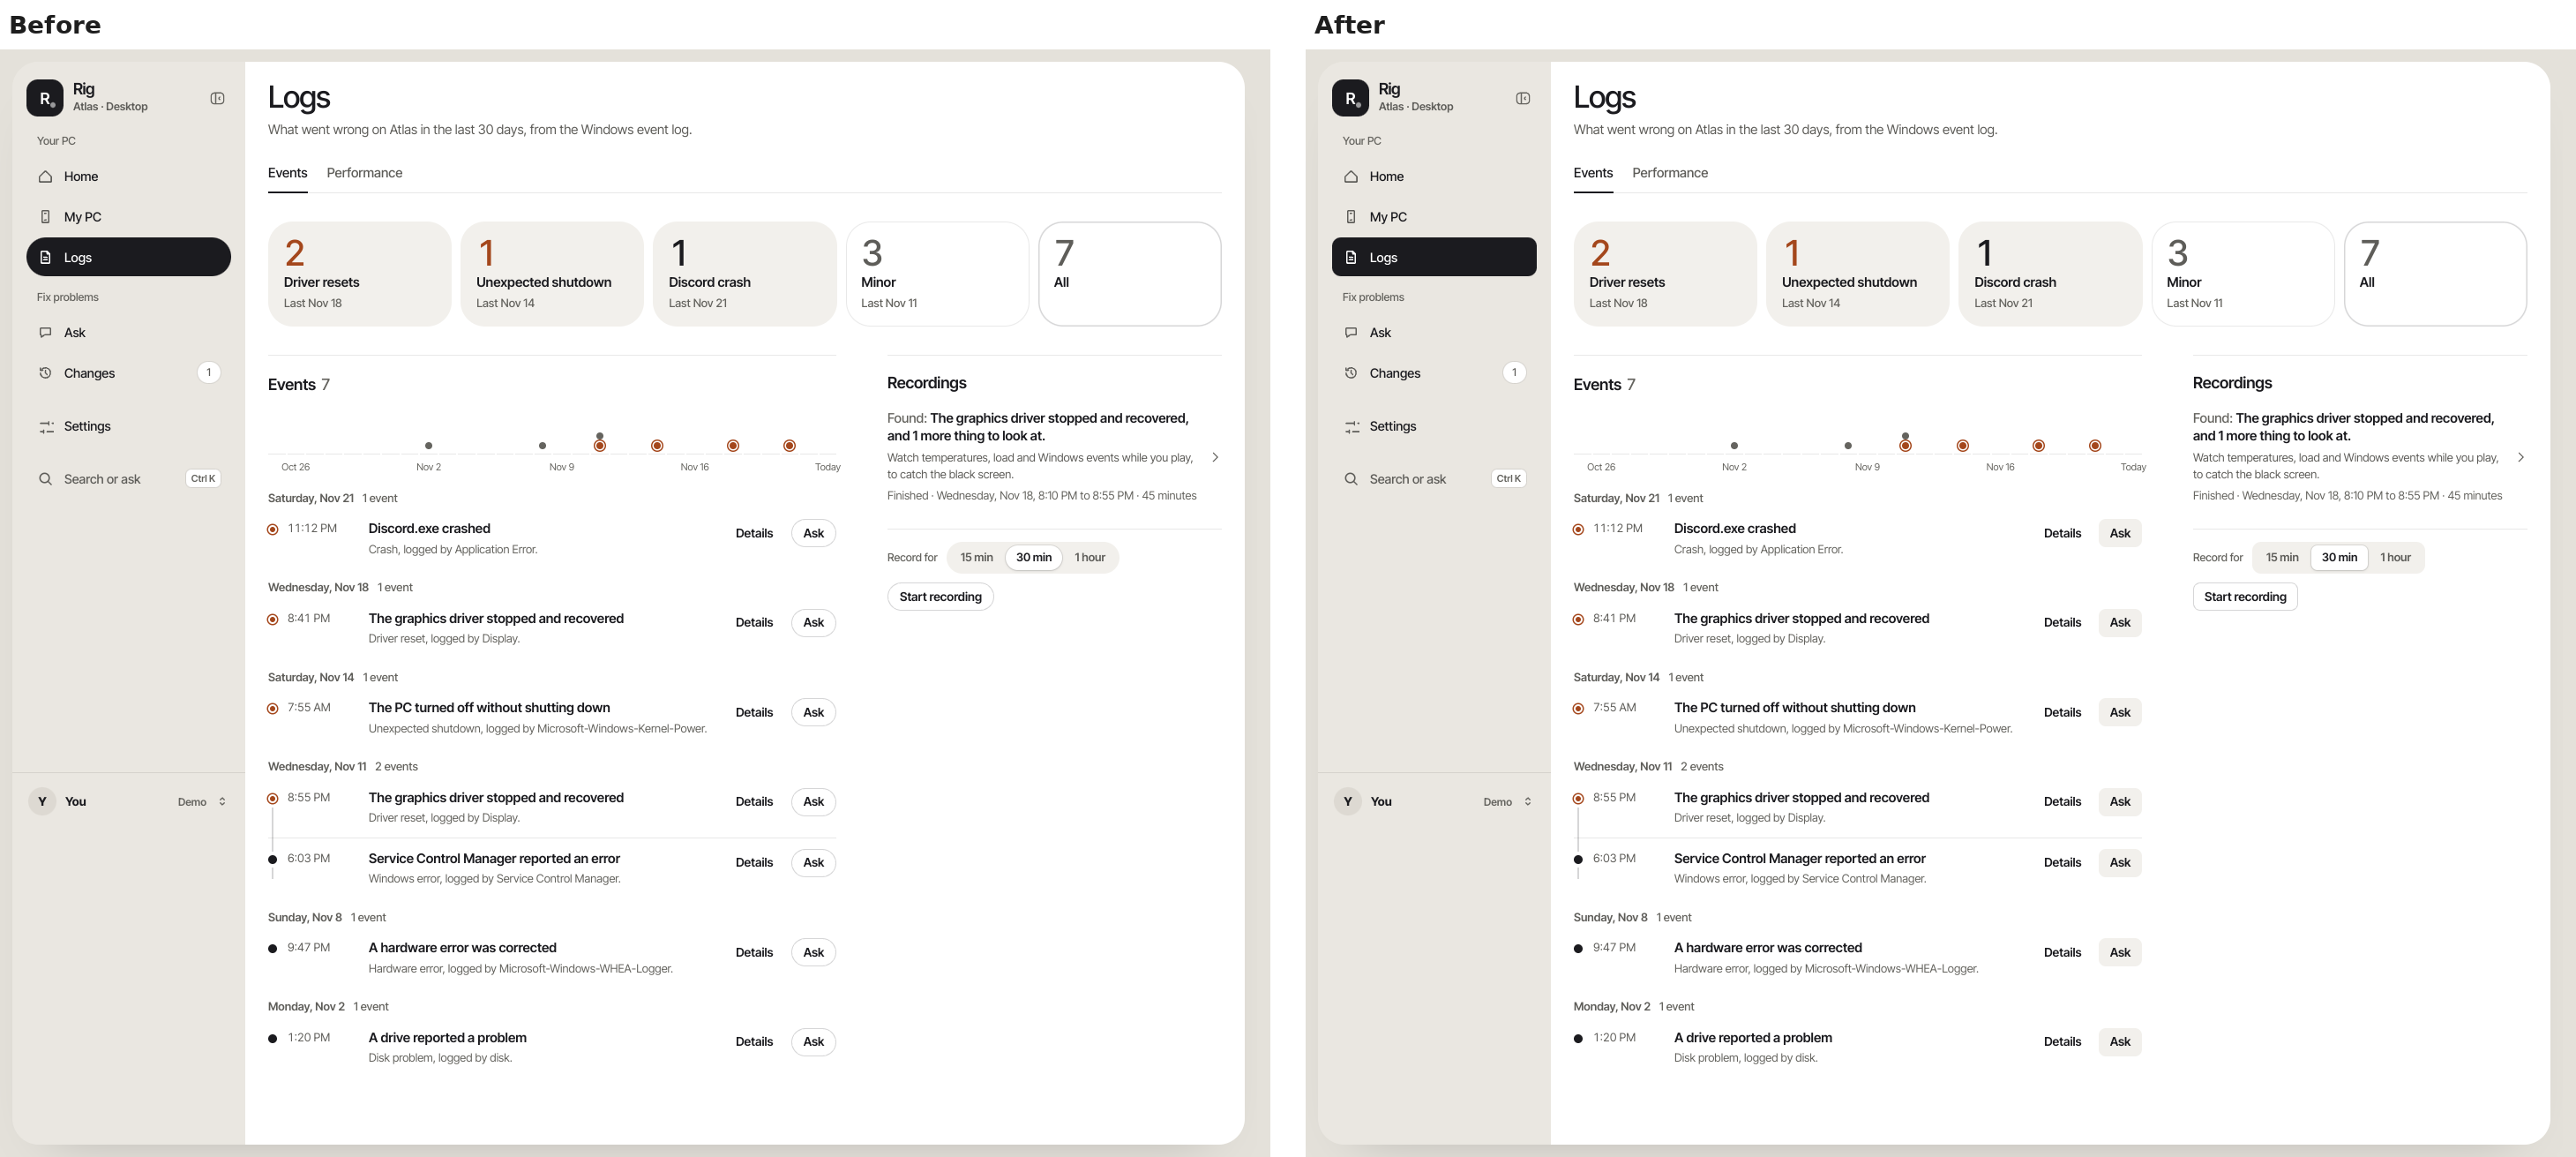 Before
R.
Rig
Atlas · Desktop
Your PC
Home
My PC
Logs
Fix problems
Ask
Changes
1
Settings
Search or ask
Ctrl K
Y
You
Demo
Logs
What went wrong on Atlas in the last 30 days, from the Windows event log.
Events
Performance
2
Driver resets
Last Nov 18
1
Unexpected shutdown
Last Nov 14
1
Discord crash
Last Nov 21
3
Minor
Last Nov 11
7
All
Events 7
Oct 26
Nov 2
Nov 9
Nov 16
Today
Saturday, Nov 21 1 event
11:12 PM
Discord.exe crashed
Crash, logged by Application Error.
Details
Ask
Wednesday, Nov 18 1 event
8:41 PM
The graphics driver stopped and recovered
Driver reset, logged by Display.
Details
Ask
Saturday, Nov 14 1 event
7:55 AM
The PC turned off without shutting down
Unexpected shutdown, logged by Microsoft-Windows-Kernel-Power.
Details
Ask
Wednesday, Nov 11 2 events
8:55 PM
The graphics driver stopped and recovered
Driver reset, logged by Display.
Details
Ask
6:03 PM
Service Control Manager reported an error
Windows error, logged by Service Control Manager.
Details
Ask
Sunday, Nov 8 1 event
9:47 PM
A hardware error was corrected
Hardware error, logged by Microsoft-Windows-WHEA-Logger.
Details
Ask
Monday, Nov 2 1 event
1:20 PM
A drive reported a problem
Disk problem, logged by disk.
Details
Ask
Recordings
Found: The graphics driver stopped and recovered,
and 1 more thing to look at.
Watch temperatures, load and Windows events while you play,
to catch the black screen.
Finished · Wednesday, Nov 18, 8:10 PM to 8:55 PM · 45 minutes
Record for
15 min
30 min
1 hour
Start recording
After
R.
Rig
Atlas · Desktop
Your PC
Home
My PC
Logs
Fix problems
Ask
Changes
1
Settings
Search or ask
Ctrl K
Y
You
Demo
Logs
What went wrong on Atlas in the last 30 days, from the Windows event log.
Events
Performance
2
Driver resets
Last Nov 18
1
Unexpected shutdown
Last Nov 14
1
Discord crash
Last Nov 21
3
Minor
Last Nov 11
7
All
Events 7
Oct 26
Nov 2
Nov 9
Nov 16
Today
Saturday, Nov 21 1 event
11:12 PM
Discord.exe crashed
Crash, logged by Application Error.
Details
Ask
Wednesday, Nov 18 1 event
8:41 PM
The graphics driver stopped and recovered
Driver reset, logged by Display.
Details
Ask
Saturday, Nov 14 1 event
7:55 AM
The PC turned off without shutting down
Unexpected shutdown, logged by Microsoft-Windows-Kernel-Power.
Details
Ask
Wednesday, Nov 11 2 events
8:55 PM
The graphics driver stopped and recovered
Driver reset, logged by Display.
Details
Ask
6:03 PM
Service Control Manager reported an error
Windows error, logged by Service Control Manager.
Details
Ask
Sunday, Nov 8 1 event
9:47 PM
A hardware error was corrected
Hardware error, logged by Microsoft-Windows-WHEA-Logger.
Details
Ask
Monday, Nov 2 1 event
1:20 PM
A drive reported a problem
Disk problem, logged by disk.
Details
Ask
Recordings
Found: The graphics driver stopped and recovered,
and 1 more thing to look at.
Watch temperatures, load and Windows events while you play,
to catch the black screen.
Finished · Wednesday, Nov 18, 8:10 PM to 8:55 PM · 45 minutes
Record for
15 min
30 min
1 hour
Start recording